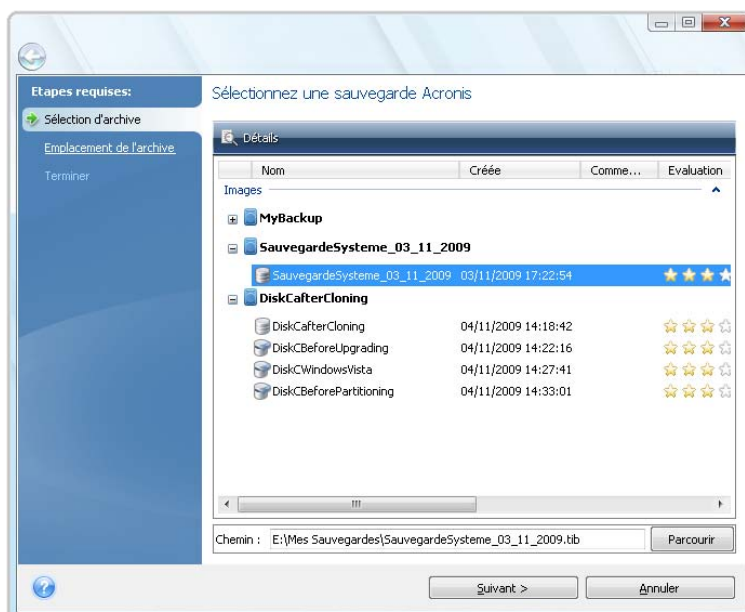 Etapes requises:
Sélection d'archive
Emplacement de l'archive
Terminer
Sélectionnez une sauvegarde Acronis
Détails
Nom Créée Comme... Evaluation
Images
MyBackup
SauvegardeSysteme_03_11_2009
SauvegardeSysteme_03_11_2009 03/11/2009 17:22:54
DiskCafterCloning
DiskCafterCloning 04/11/2009 14:18:42
DiskCBeforeUpgrading 04/11/2009 14:22:16
DiskCWindowsVista 04/11/2009 14:27:41
DiskCBeforePartitioning 04/11/2009 14:33:01
Chemin : E:\Mes Sauvegardes\SauvegardeSysteme_03_11_2009.tib Parcourir
Suivant > Annuler